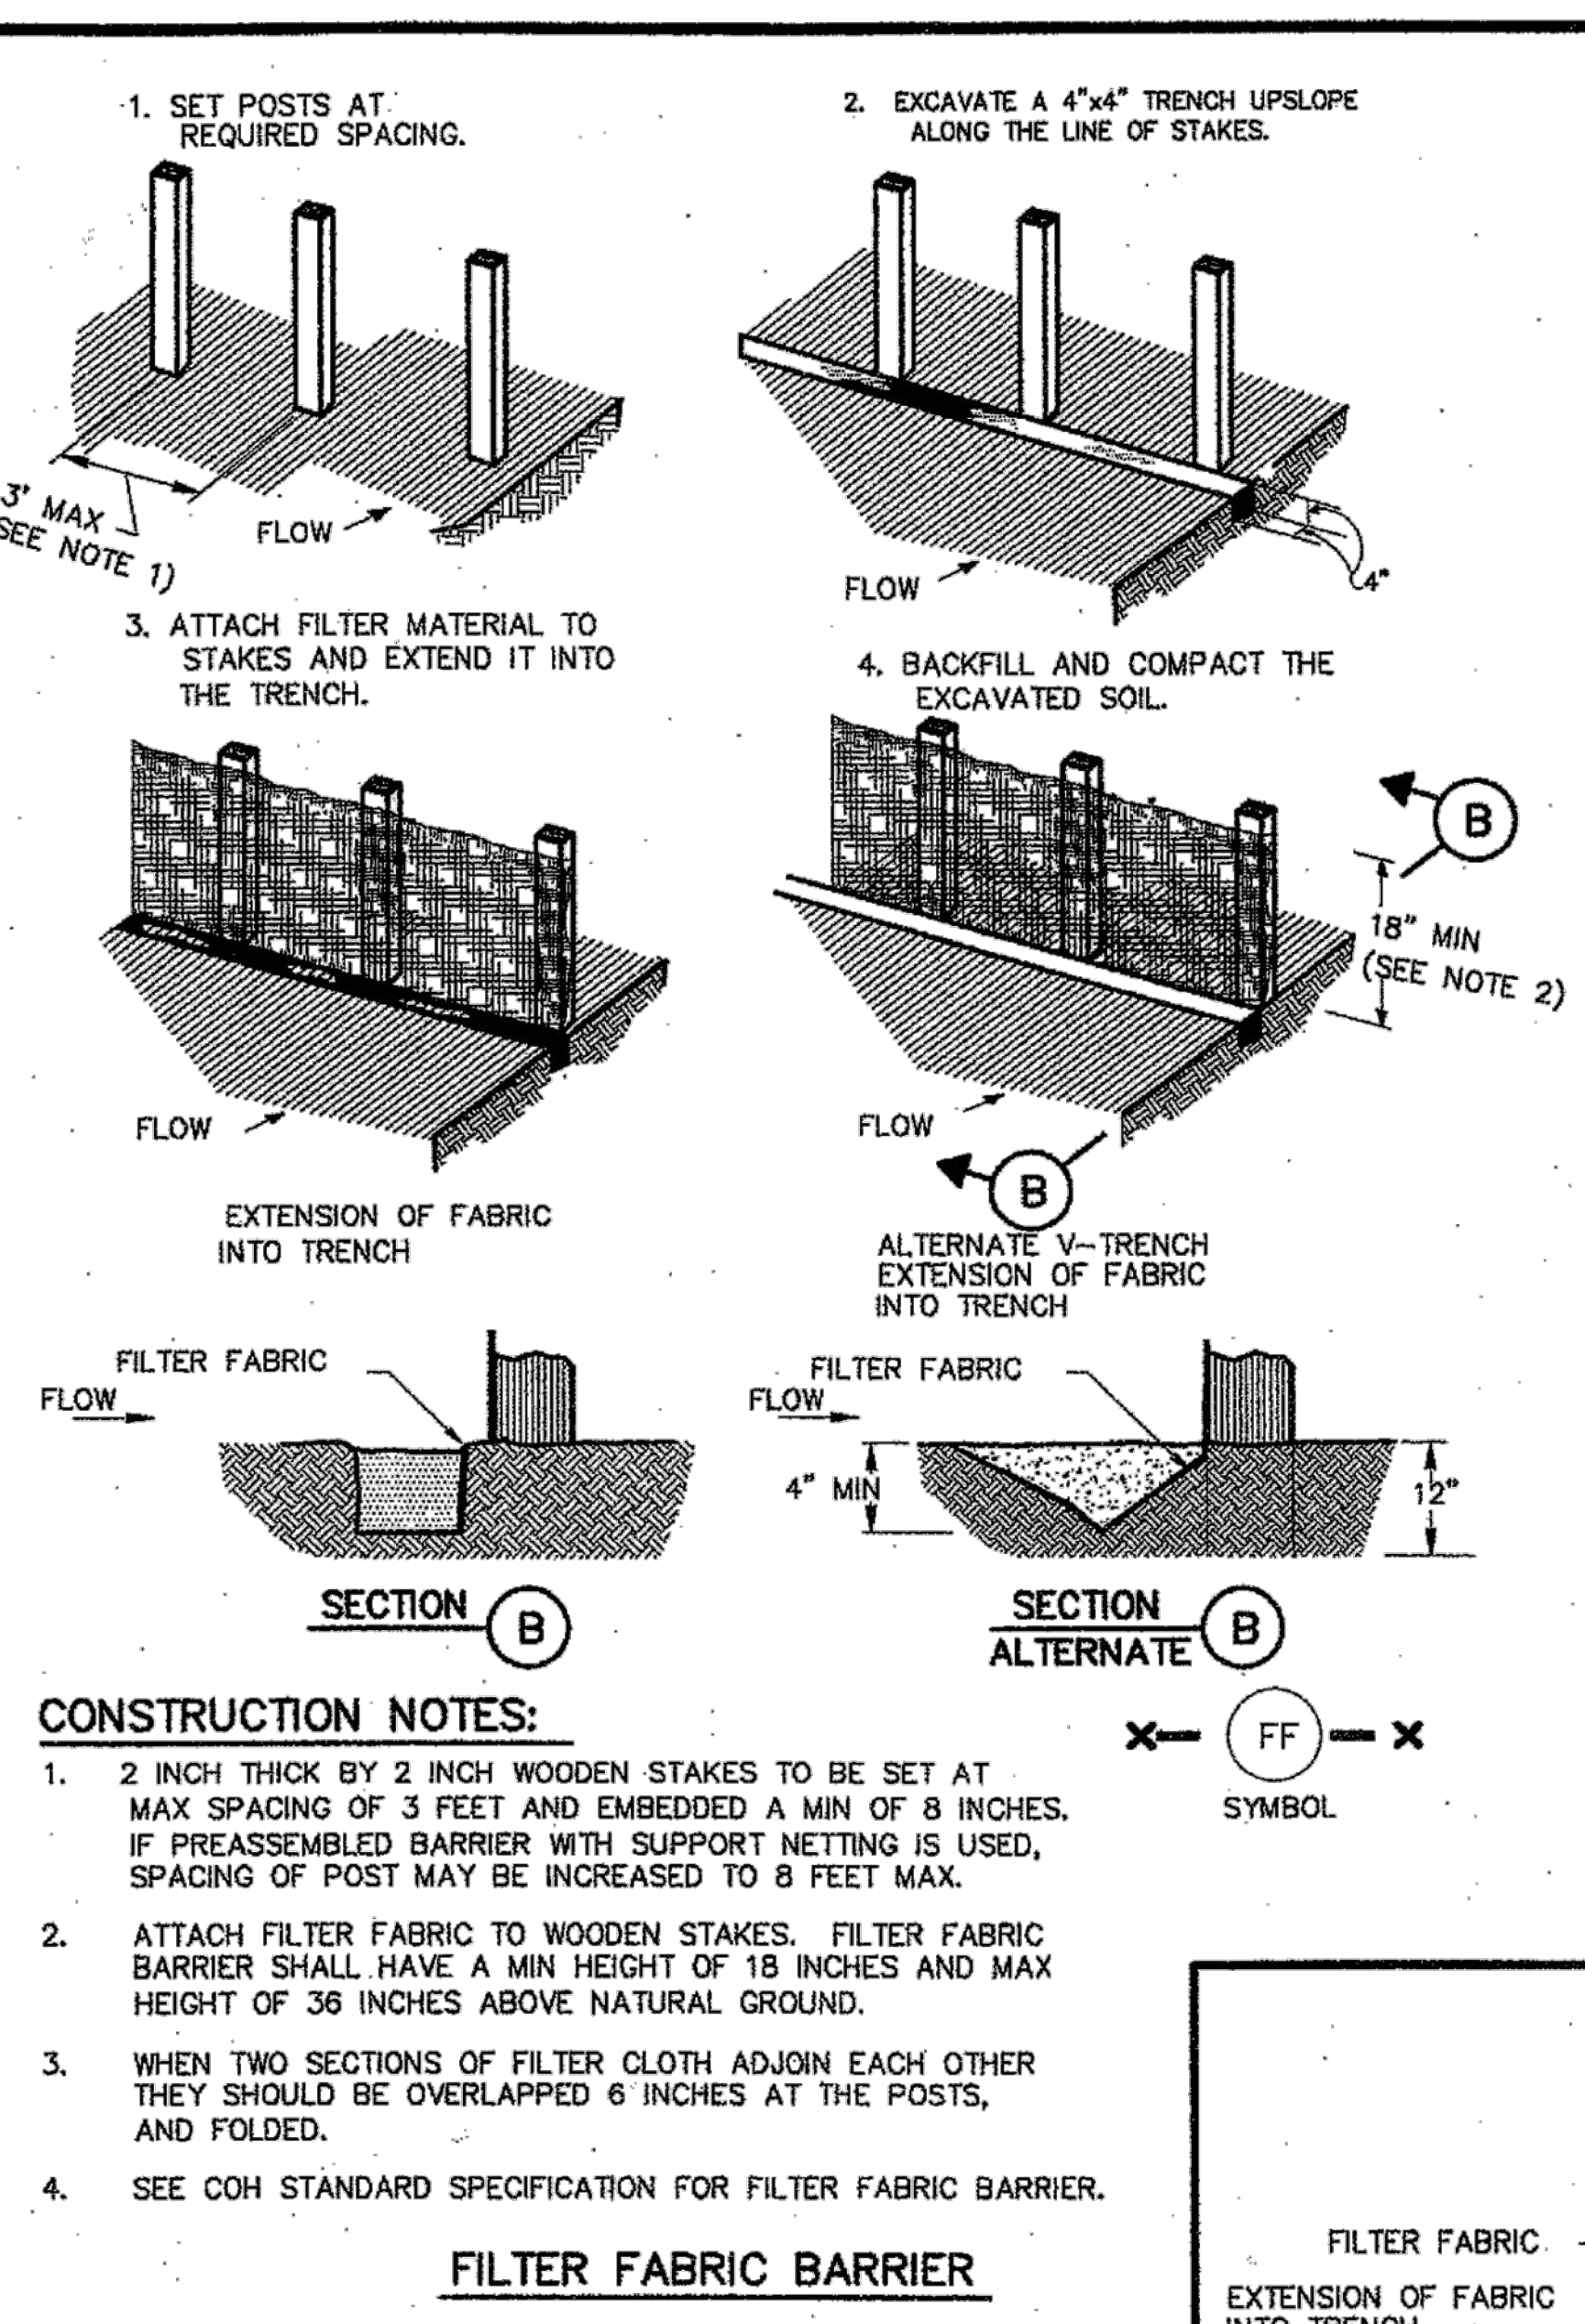 1. SET POSTS AT
REQUIRED SPACING.
3' MAX
SEE NOTE 1)
FLOW
2. EXCAVATE A 4"x4" TRENCH UPSLOPE
ALONG THE LINE OF STAKES.
FLOW
4"
3. ATTACH FILTER MATERIAL TO
STAKES AND EXTEND IT INTO
THE TRENCH.
FLOW
4. BACKFILL AND COMPACT THE
EXCAVATED SOIL.
B
18" MIN
(SEE NOTE 2)
FLOW
B
EXTENSION OF FABRIC
INTO TRENCH
FILTER FABRIC
FLOW
SECTION B
ALTERNATE V-TRENCH
EXTENSION OF FABRIC
INTO TRENCH
FILTER FABRIC
FLOW
4" MIN
12"
SECTION B
ALTERNATE
X FF X
SYMBOL
CONSTRUCTION NOTES:
1. 2 INCH THICK BY 2 INCH WOODEN STAKES TO BE SET AT
MAX SPACING OF 3 FEET AND EMBEDDED A MIN OF 8 INCHES.
IF PREASSEMBLED BARRIER WITH SUPPORT NETTING IS USED,
SPACING OF POST MAY BE INCREASED TO 8 FEET MAX.
2. ATTACH FILTER FABRIC TO WOODEN STAKES. FILTER FABRIC
BARRIER SHALL HAVE A MIN HEIGHT OF 18 INCHES AND MAX
HEIGHT OF 36 INCHES ABOVE NATURAL GROUND.
3. WHEN TWO SECTIONS OF FILTER CLOTH ADJOIN EACH OTHER
THEY SHOULD BE OVERLAPPED 6 INCHES AT THE POSTS,
AND FOLDED.
4. SEE COH STANDARD SPECIFICATION FOR FILTER FABRIC BARRIER.
FILTER FABRIC BARRIER
FILTER FABRIC
EXTENSION OF FABRIC
INTO TRENCH